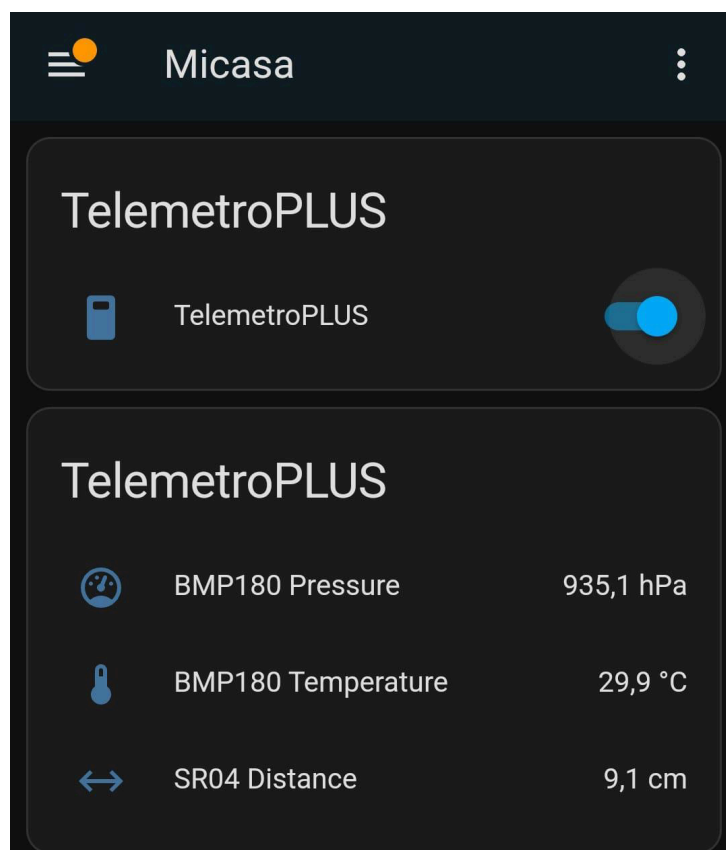 Micasa
TelemetroPLUS
TelemetroPLUS
TelemetroPLUS
BMP180 Pressure 935,1 hPa
BMP180 Temperature 29,9 °C
SR04 Distance 9,1 cm